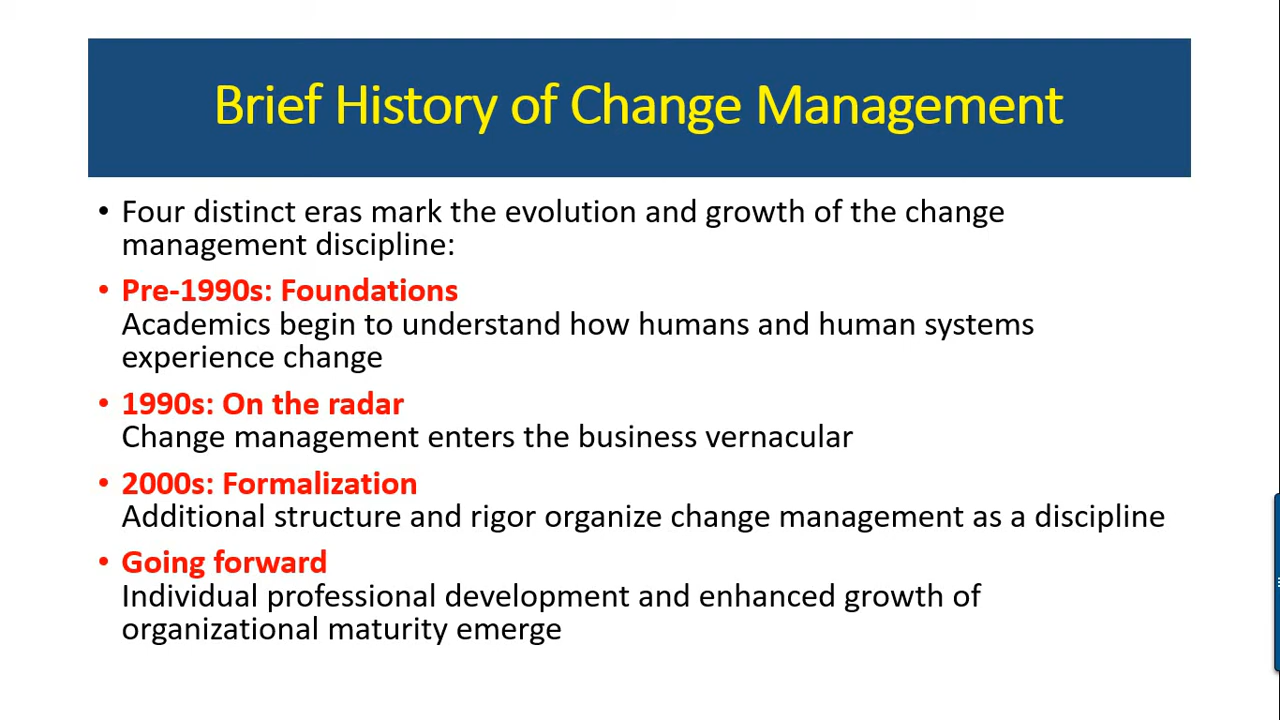 Brief History of Change Management
• Four distinct eras mark the evolution and growth of the change
management discipline:
• Pre-1990s: Foundations
Academics begin to understand how humans and human systems
experience change
• 1990s: On the radar
Change management enters the business vernacular
• 2000s: Formalization
Additional structure and rigor organize change management as a discipline
• Going forward
Individual professional development and enhanced growth of
organizational maturity emerge